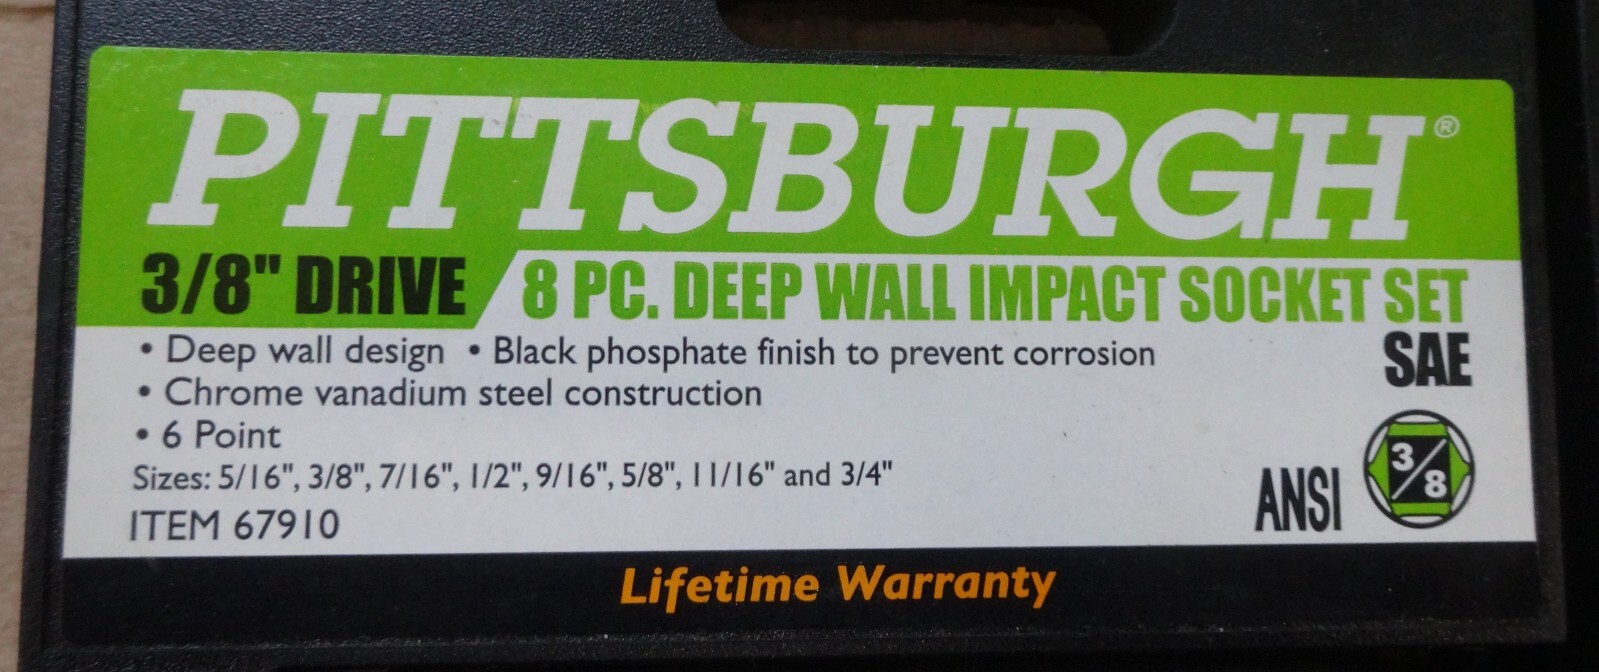 PITTSBURGH®
3/8" DRIVE 8 PC. DEEP WALL IMPACT SOCKET SET
SAE
• Deep wall design • Black phosphate finish to prevent corrosion
• Chrome vanadium steel construction
• 6 Point
Sizes: 5/16", 3/8", 7/16", 1/2", 9/16", 5/8", 11/16" and 3/4"
ITEM 67910
ANSI
3/8
Lifetime Warranty